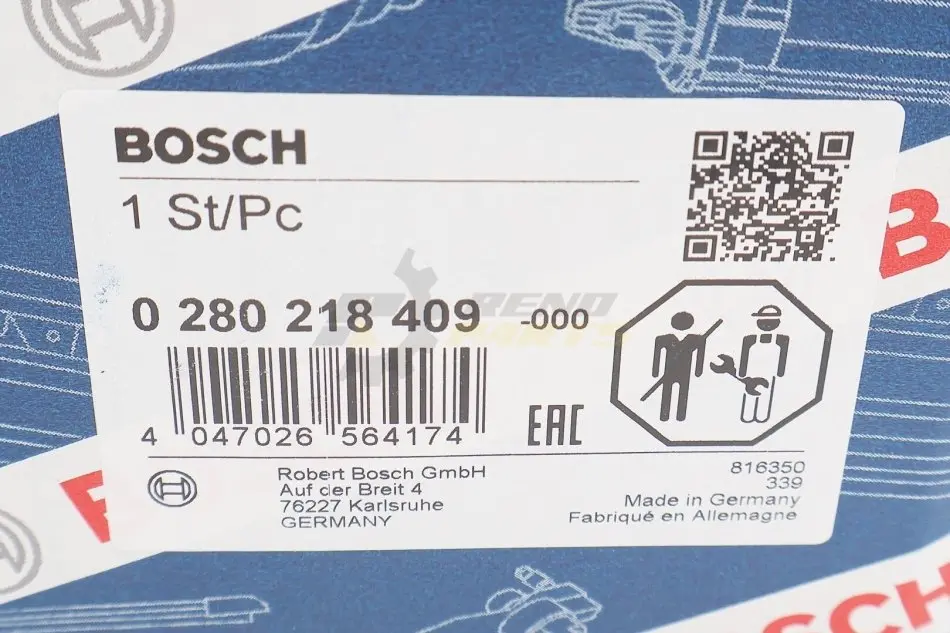 BOSCH
1 St/Pc
0 280 218 409 -000
4 047026 564174
EAC
Robert Bosch GmbH
Auf der Breit 4
76227 Karlsruhe
GERMANY
816350
339
Made in Germany
Fabriqué en Allemagne
BOSCH